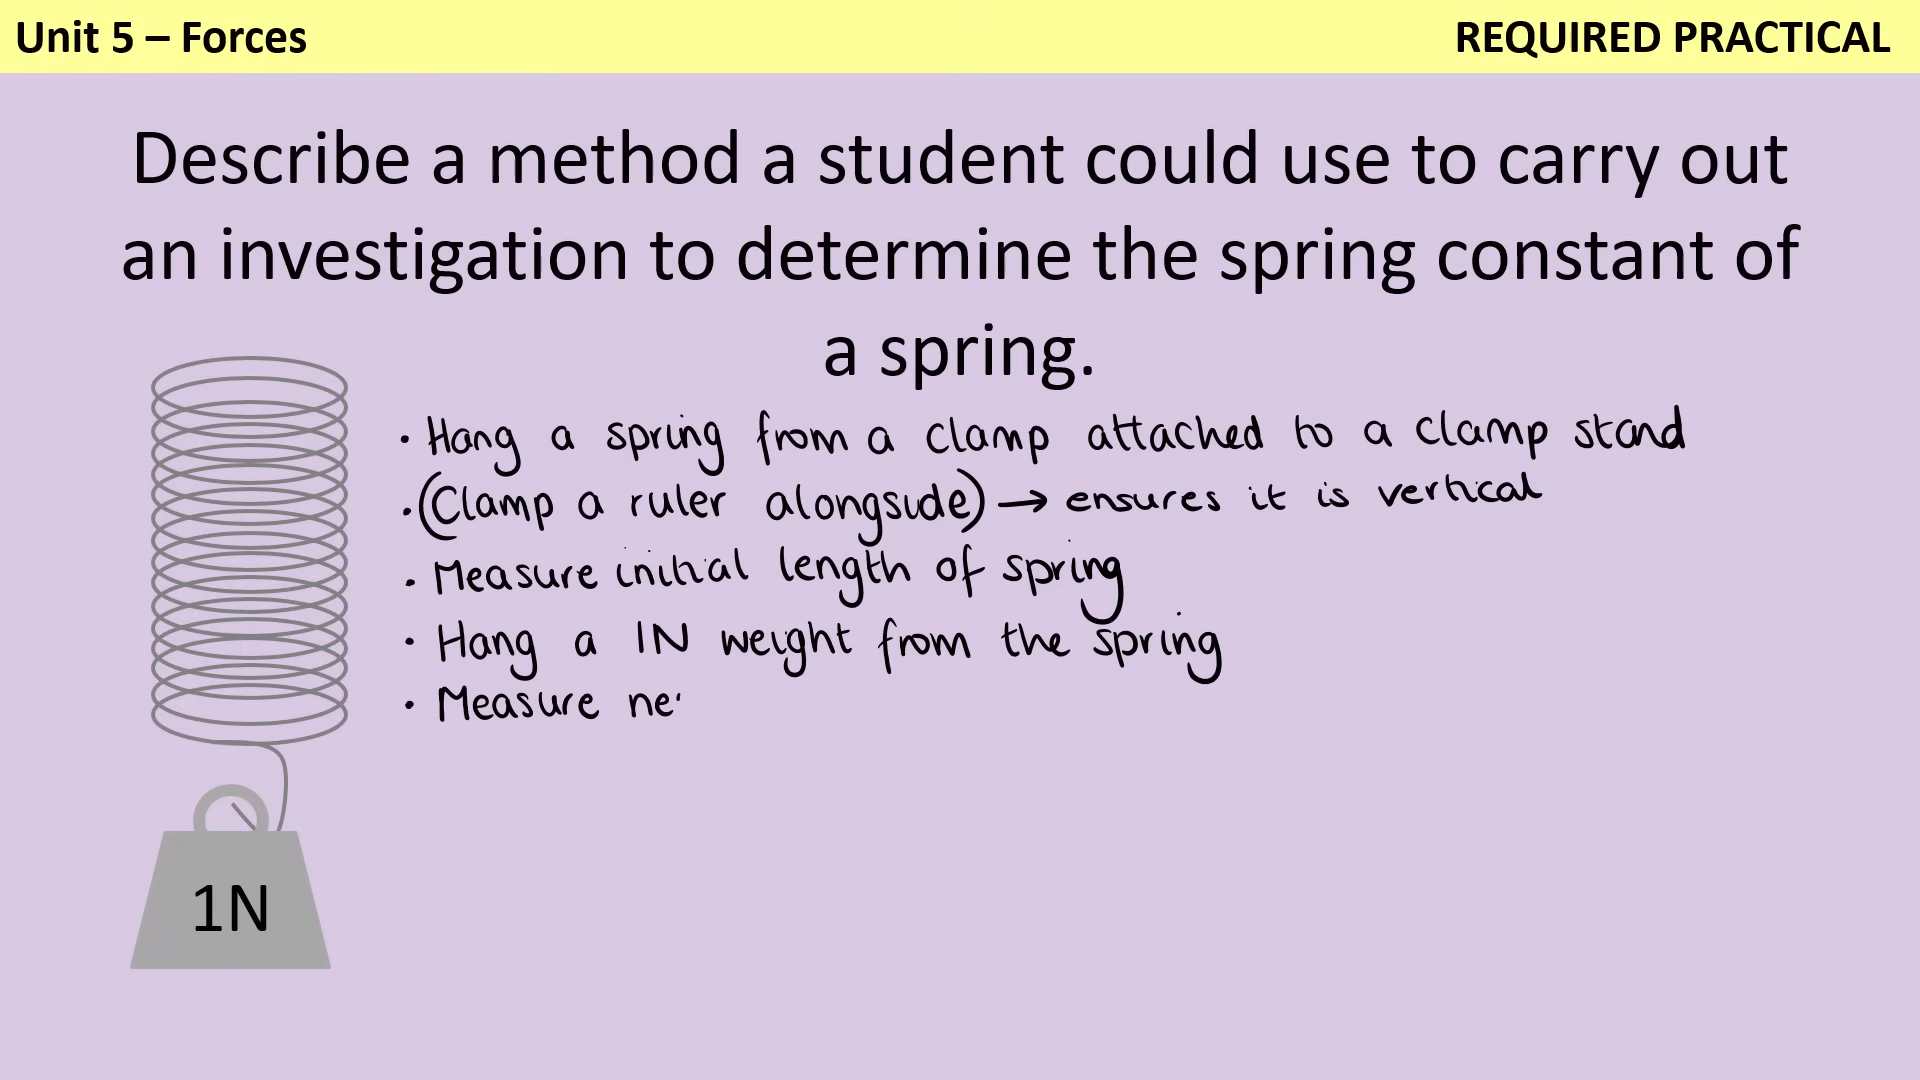 Unit 5 – Forces
REQUIRED PRACTICAL
Describe a method a student could use to carry out
an investigation to determine the spring constant of
a spring.
• Hang a spring from a clamp attached to a clamp stand
• (Clamp a ruler alongside) → ensures it is vertical
• Measure initial length of spring
• Hang a 1N weight from the spring
• Measure ne
1N